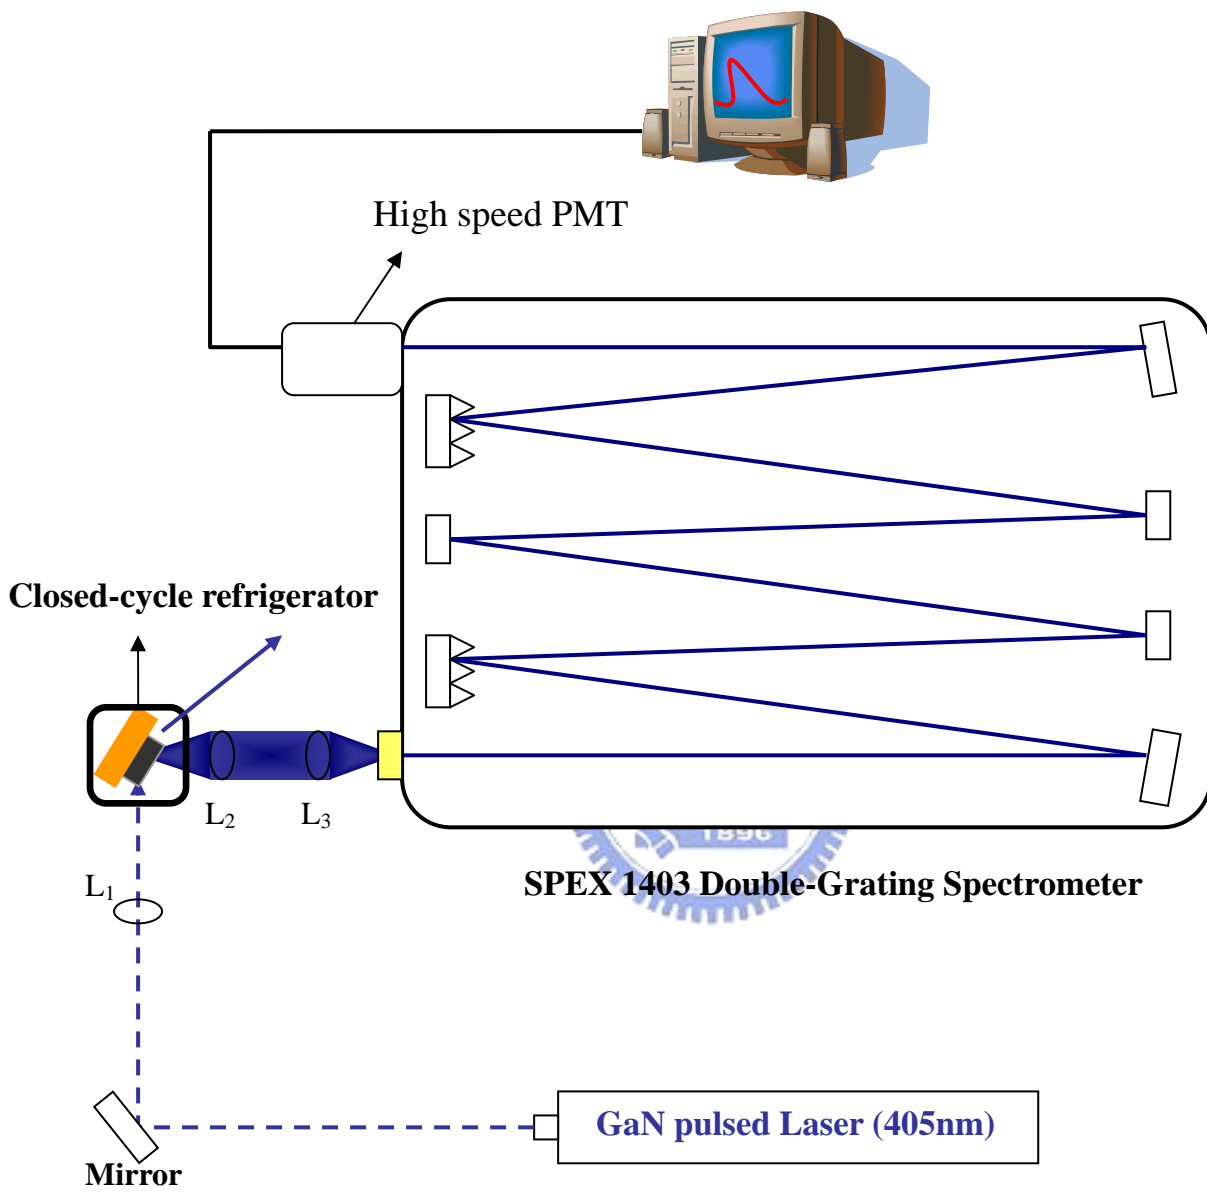 High speed PMT
Closed-cycle refrigerator
L₂
L₃
1896
L₁
SPEX 1403 Double-Grating Spectrometer
GaN pulsed Laser (405nm)
Mirror